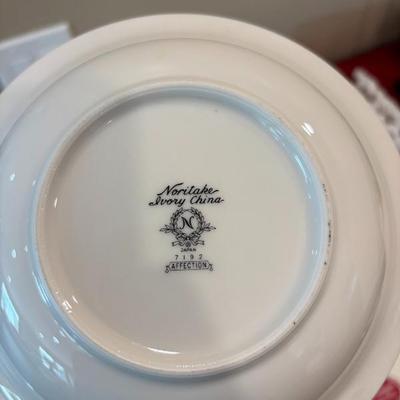 Noritake
Ivory China
N
JAPAN
7192
AFFECTION